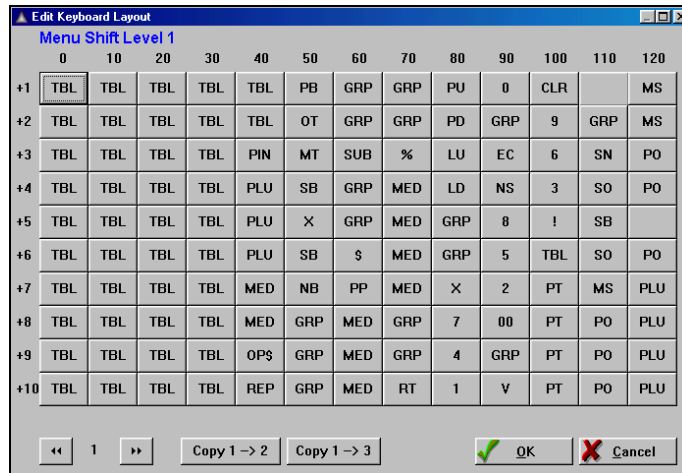 Edit Keyboard Layout
Menu Shift Level 1
0 10 20 30 40 50 60 70 80 90 100 110 120
+1 TBL TBL TBL TBL TBL PB GRP GRP PU 0 CLR MS
+2 TBL TBL TBL TBL TBL OT GRP GRP PD GRP 9 GRP MS
+3 TBL TBL TBL TBL PIN MT SUB % LU EC 6 SN PO
+4 TBL TBL TBL TBL PLU SB GRP MED LD NS 3 SO PO
+5 TBL TBL TBL TBL PLU X GRP MED GRP 8 ! SB
+6 TBL TBL TBL TBL PLU SB $ MED GRP 5 TBL SO PO
+7 TBL TBL TBL TBL MED NB PP MED X 2 PT MS PLU
+8 TBL TBL TBL TBL MED GRP MED GRP 7 00 PT PO PLU
+9 TBL TBL TBL TBL OP$ GRP MED GRP 4 GRP PT PO PLU
+10 TBL TBL TBL TBL REP GRP MED RT 1 V PT PO PLU
1 Copy 1 -> 2 Copy 1 -> 3 OK Cancel